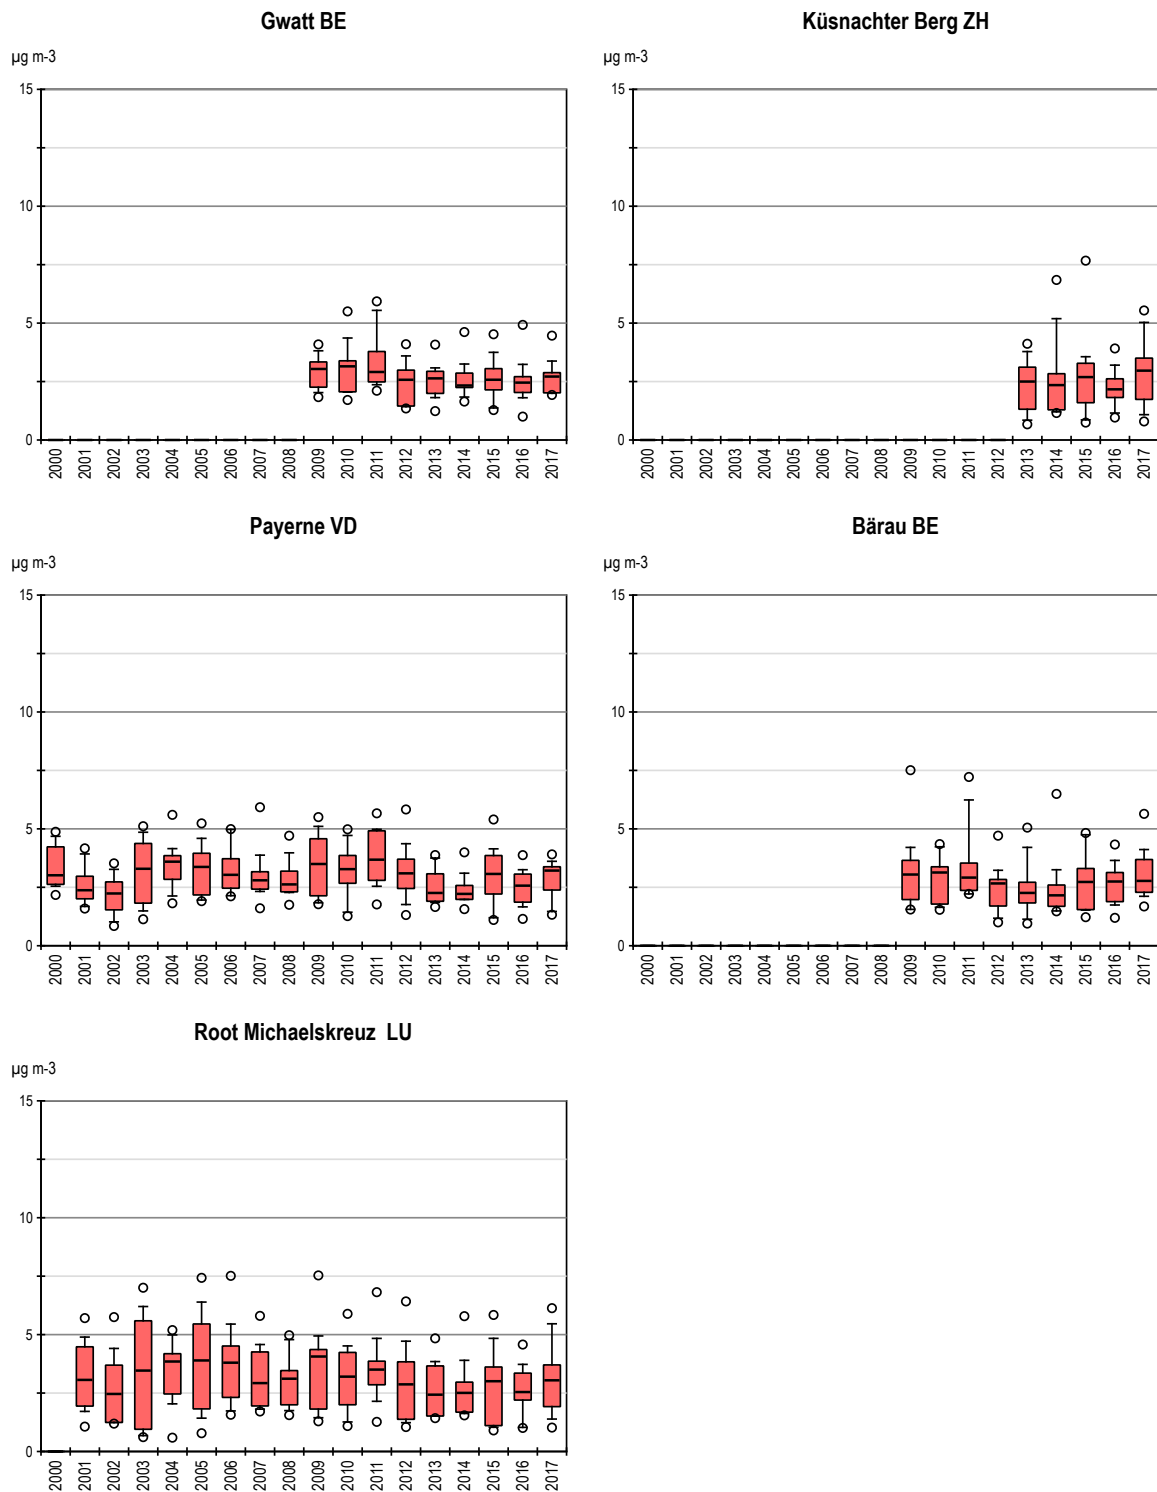 Gwatt BE
µg m-3
15
10
5
0
2000 2001 2002 2003 2004 2005 2006 2007 2008 2009 2010 2011 2012 2013 2014 2015 2016 2017
Küsnachter Berg ZH
µg m-3
15
10
5
0
2000 2001 2002 2003 2004 2005 2006 2007 2008 2009 2010 2011 2012 2013 2014 2015 2016 2017
Payerne VD
µg m-3
15
10
5
0
2000 2001 2002 2003 2004 2005 2006 2007 2008 2009 2010 2011 2012 2013 2014 2015 2016 2017
Bärau BE
µg m-3
15
10
5
0
2000 2001 2002 2003 2004 2005 2006 2007 2008 2009 2010 2011 2012 2013 2014 2015 2016 2017
Root Michaelskreuz  LU
µg m-3
15
10
5
0
2000 2001 2002 2003 2004 2005 2006 2007 2008 2009 2010 2011 2012 2013 2014 2015 2016 2017